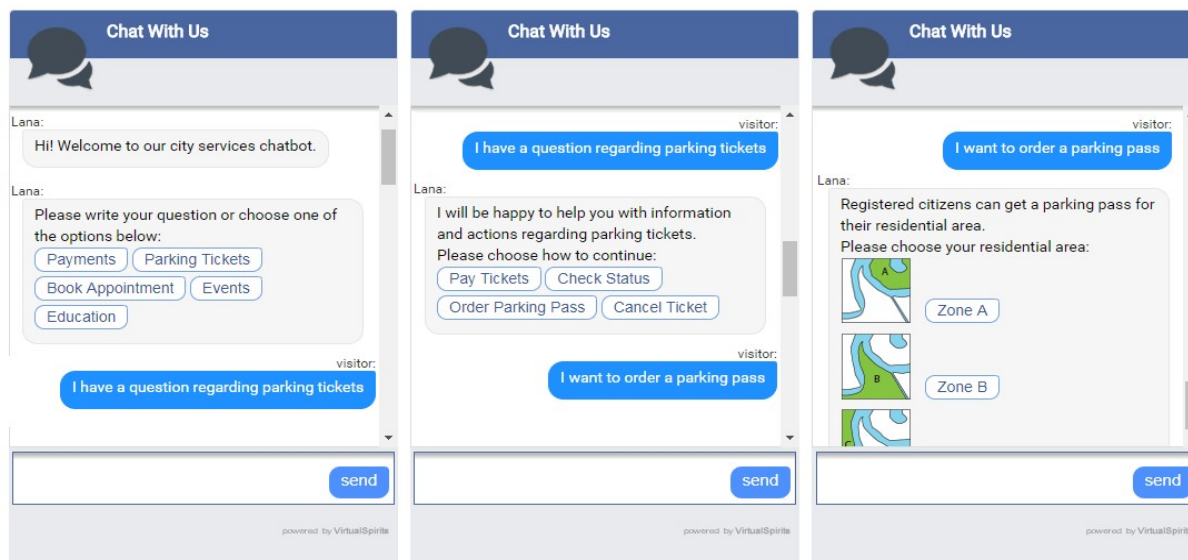 Chat With Us
Lana:
Hi! Welcome to our city services chatbot.
Lana:
Please write your question or choose one of
the options below:
Payments Parking Tickets
Book Appointment Events
Education
visitor:
I have a question regarding parking tickets
send
powered by VirtualSpirits
Chat With Us
visitor:
I have a question regarding parking tickets
Lana:
I will be happy to help you with information
and actions regarding parking tickets.
Please choose how to continue:
Pay Tickets Check Status
Order Parking Pass Cancel Ticket
visitor:
I want to order a parking pass
send
powered by VirtualSpirits
Chat With Us
visitor:
I want to order a parking pass
Lana:
Registered citizens can get a parking pass for
their residential area.
Please choose your residential area:
A
Zone A
B
Zone B
C
send
powered by VirtualSpirit